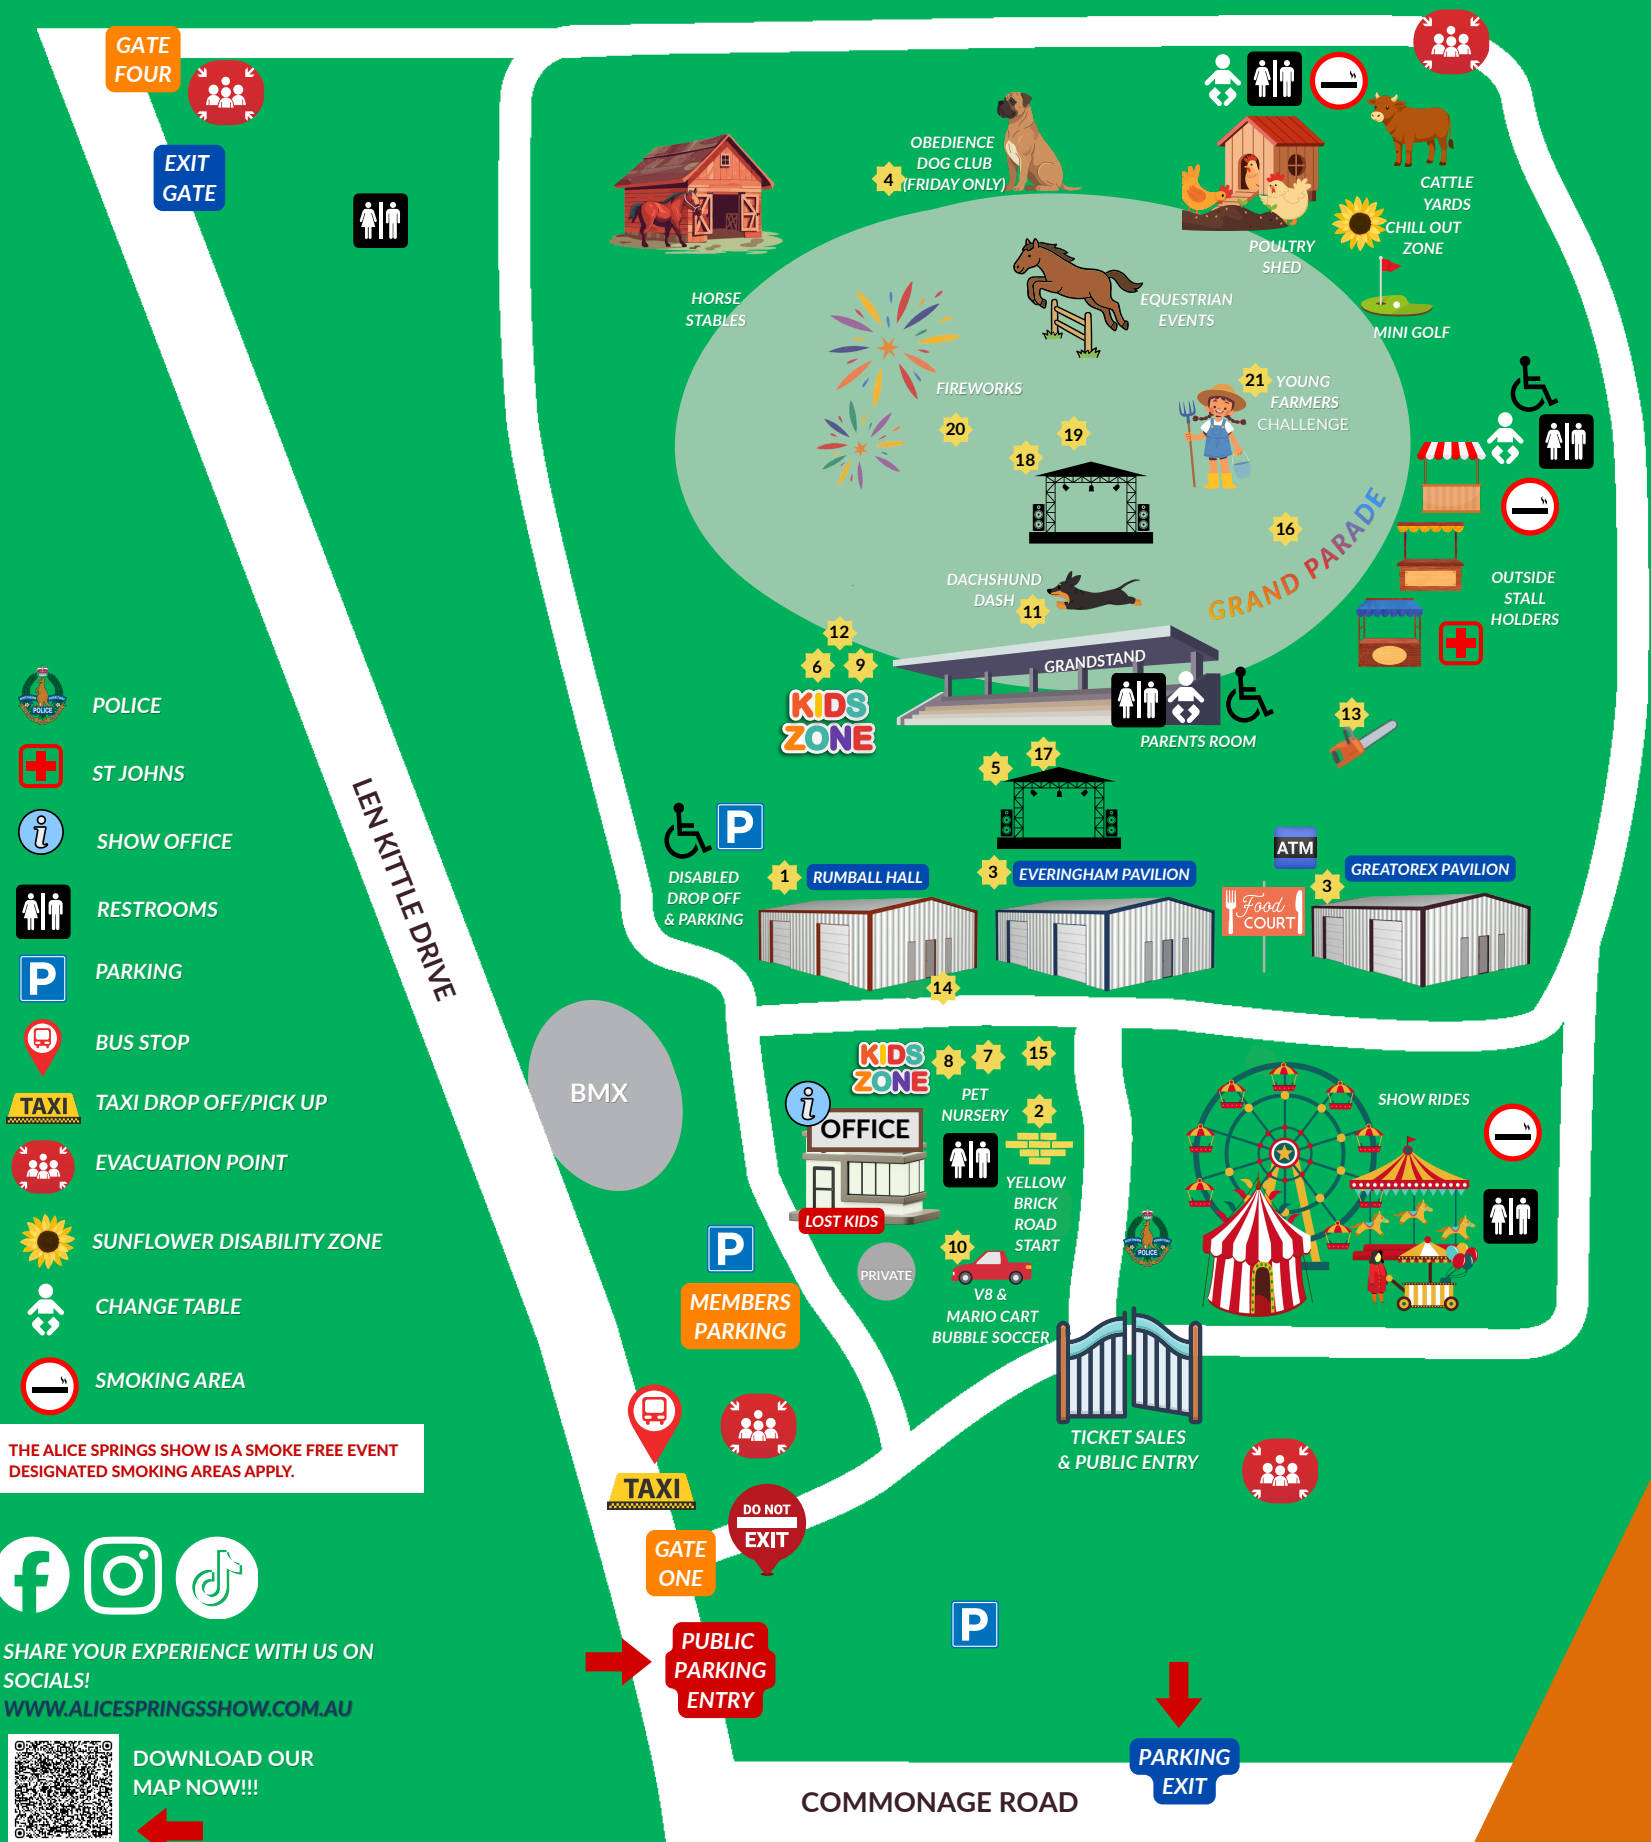 GATE
FOUR
EXIT
GATE
OBEDIENCE
DOG CLUB
(FRIDAY ONLY)
4
CATTLE
YARDS
CHILL OUT
ZONE
POULTRY
SHED
MINI GOLF
HORSE
STABLES
EQUESTRIAN
EVENTS
FIREWORKS
20
19
18
21
YOUNG
FARMERS
CHALLENGE
16
GRAND PARADE
DACHSHUND
DASH
11
OUTSIDE
STALL
HOLDERS
12
6
9
KIDS
ZONE
GRANDSTAND
PARENTS ROOM
13
5
17
P
DISABLED
DROP OFF
& PARKING
ATM
1
RUMBALL HALL
3
EVERINGHAM PAVILION
3
GREATOREX PAVILION
Food
COURT
14
POLICE
POLICE
ST JOHNS
i
SHOW OFFICE
RESTROOMS
P
PARKING
BUS STOP
TAXI
TAXI DROP OFF/PICK UP
EVACUATION POINT
SUNFLOWER DISABILITY ZONE
CHANGE TABLE
SMOKING AREA
THE ALICE SPRINGS SHOW IS A SMOKE FREE EVENT
DESIGNATED SMOKING AREAS APPLY.
LEN KITTLE DRIVE
BMX
KIDS
ZONE
8
7
15
PET
NURSERY
2
i
OFFICE
LOST KIDS
YELLOW
BRICK
ROAD
START
10
PRIVATE
V8 &
MARIO CART
BUBBLE SOCCER
SHOW RIDES
POLICE
P
MEMBERS
PARKING
TICKET SALES
& PUBLIC ENTRY
TAXI
DO NOT
EXIT
GATE
ONE
P
PUBLIC
PARKING
ENTRY
PARKING
EXIT
COMMONAGE ROAD
SHARE YOUR EXPERIENCE WITH US ON
SOCIALS!
WWW.ALICESPRINGSSHOW.COM.AU
DOWNLOAD OUR
MAP NOW!!!